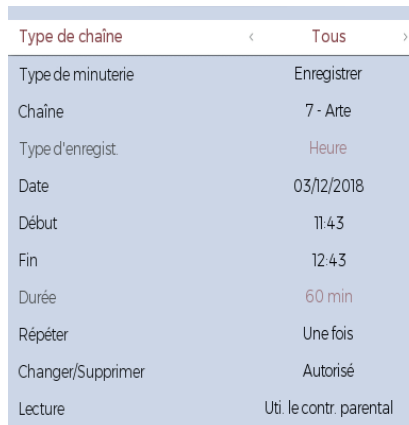 Type de chaîne < Tous >
Type de minuterie Enregistrer
Chaîne 7 - Arte
Type d'enregist. Heure
Date 03/12/2018
Début 11:43
Fin 12:43
Durée 60 min
Répéter Une fois
Changer/Supprimer Autorisé
Lecture Uti. le contr. parental